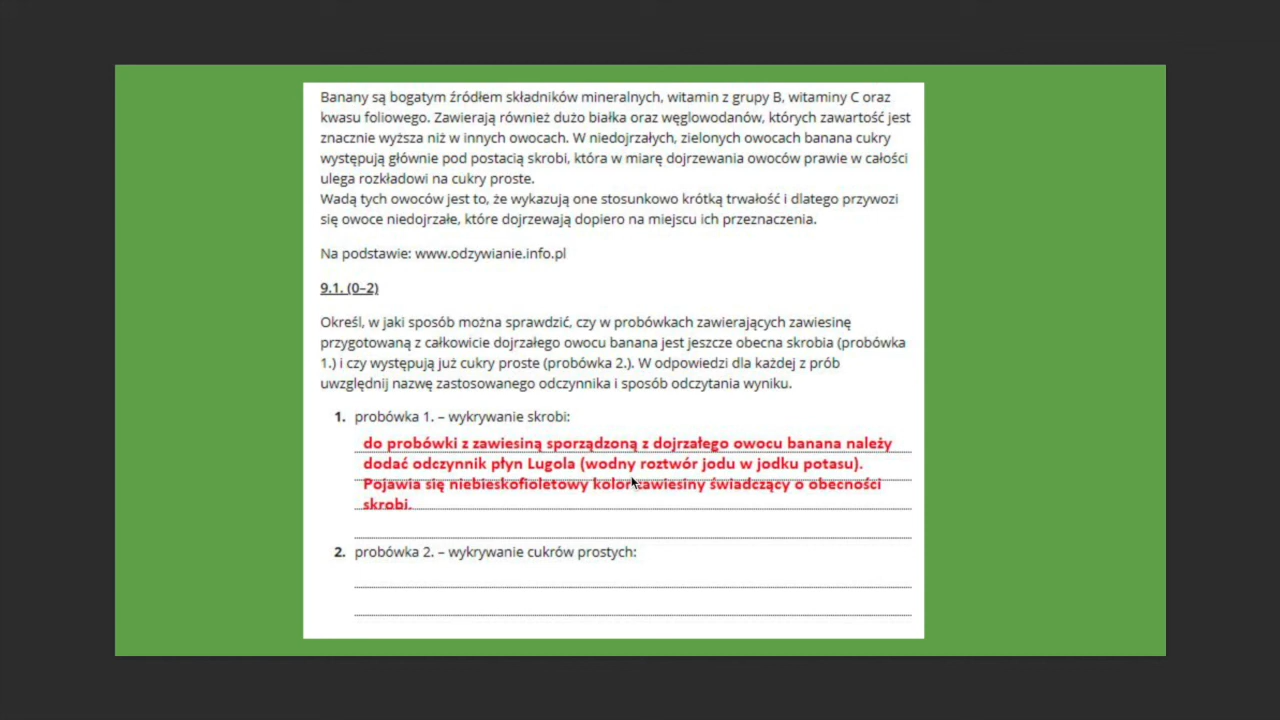 Banany są bogatym źródłem składników mineralnych, witamin z grupy B, witaminy C oraz
kwasu foliowego. Zawierają również dużo białka oraz węglowodanów, których zawartość jest
znacznie wyższa niż w innych owocach. W niedojrzałych, zielonych owocach banana cukry
występują głównie pod postacią skrobi, która w miarę dojrzewania owoców prawie w całości
ulega rozkładowi na cukry proste.
Wadą tych owoców jest to, że wykazują one stosunkowo krótką trwałość i dlatego przywozi
się owoce niedojrzałe, które dojrzewają dopiero na miejscu ich przeznaczenia.
Na podstawie: www.odzywianie.info.pl
9.1. (0–2)
Określ, w jaki sposób można sprawdzić, czy w probówkach zawierających zawiesinę
przygotowaną z całkowicie dojrzałego owocu banana jest jeszcze obecna skrobia (probówka
1.) i czy występują już cukry proste (probówka 2.). W odpowiedzi dla każdej z prób
uwzględnij nazwę zastosowanego odczynnika i sposób odczytania wyniku.
1. probówka 1. – wykrywanie skrobi:
do probówki z zawiesiną sporządzoną z dojrzałego owocu banana należy
dodać odczynnik płyn Lugola (wodny roztwór jodu w jodku potasu).
Pojawia się niebieskofioletowy kolor zawiesiny świadczący o obecności
skrobi.
2. probówka 2. – wykrywanie cukrów prostych: